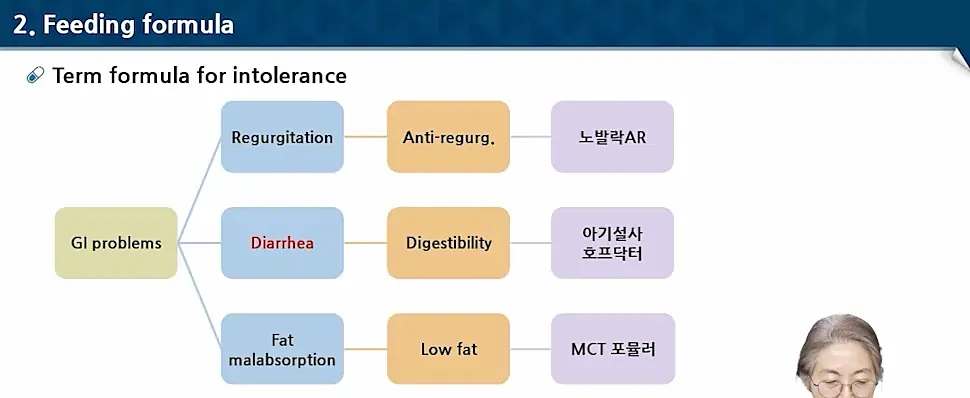 2. Feeding formula
Term formula for intolerance
Regurgitation
Anti-regurg.
노발락AR
GI problems
Diarrhea
Digestibility
아기설사
호프닥터
Fat
malabsorption
Low fat
MCT 포뮬러